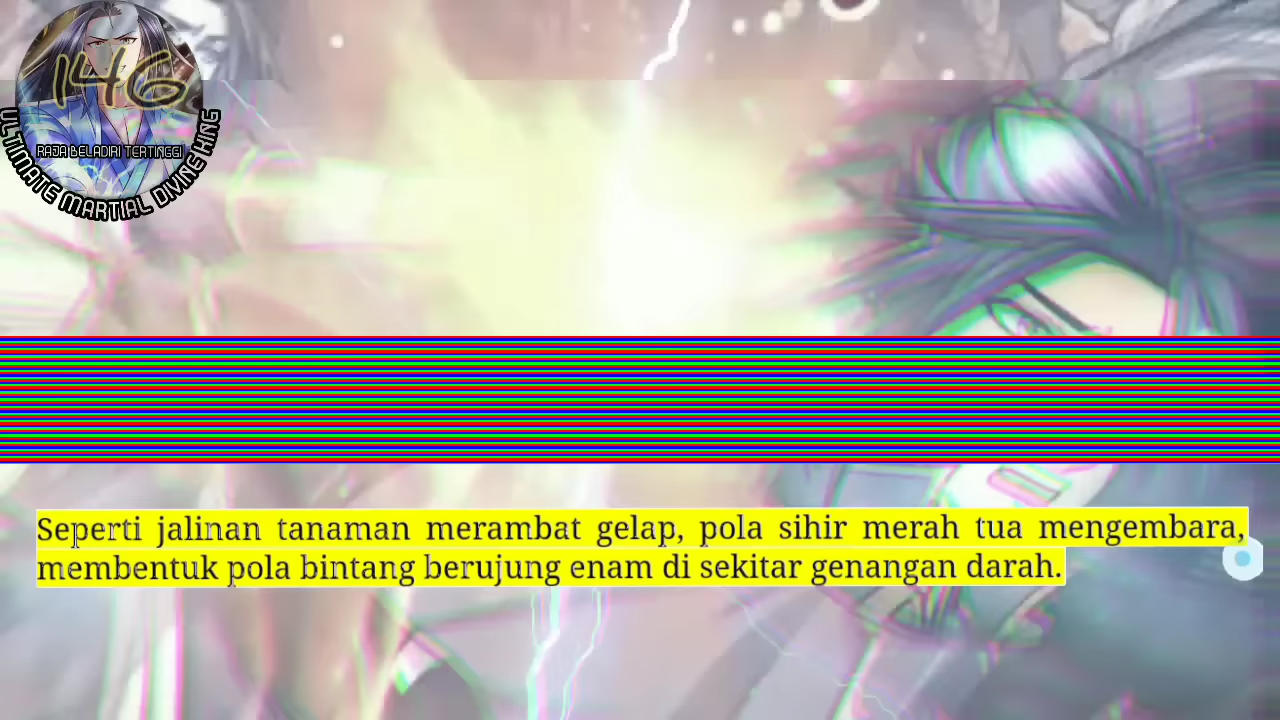 146
RAJA BELADIRI TERTINGGI
ULTIMATE MARTIAL DIVINE KING
Seperti jalinan tanaman merambat gelap, pola sihir merah tua mengembara,
membentuk pola bintang berujung enam di sekitar genangan darah.